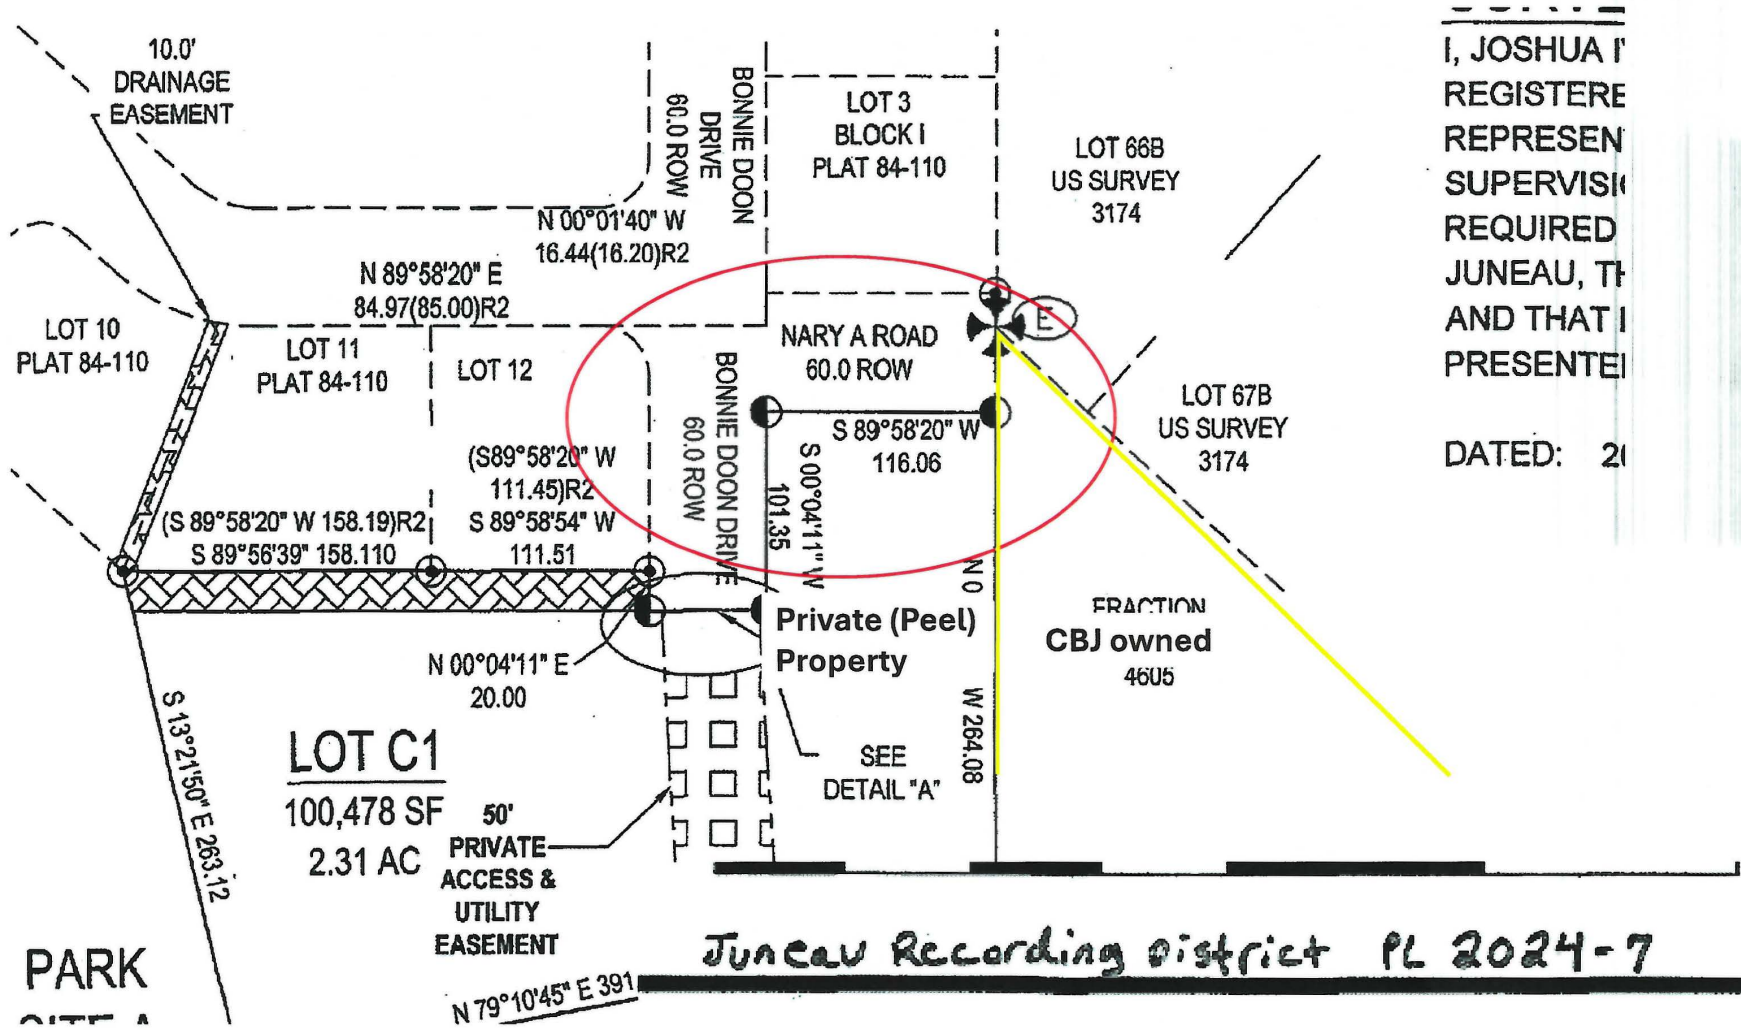 10.0'
DRAINAGE
EASEMENT
BONNIE DOON
DRIVE
60.0 ROW
LOT 3
BLOCK I
PLAT 84-110
LOT 66B
US SURVEY
3174
I, JOSHUA
REGISTERE
REPRESEN
SUPERVISI
REQUIRED
JUNEAU, TH
AND THAT
PRESENTE
DATED: 20
N 00°01'40" W
16.44(16.20)R2
N 89°58'20" E
84.97(85.00)R2
LOT 10
PLAT 84-110
LOT 11
PLAT 84-110
LOT 12
NARY A ROAD
60.0 ROW
E
BONNIE DOON DRIVE
60.0 ROW
S 89°58'20" W
116.06
S 00°04'11" W
101.35
LOT 67B
US SURVEY
3174
(S89°58'20" W
111.45)R2
(S 89°58'20" W 158.19)R2
S 89°58'54" W
S 89°56'39" 158.110
111.51
N 0
W 264.08
Private (Peel)
Property
FRACTION
CBJ owned
4605
N 00°04'11" E
20.00
S 13°21'50" E 263.12
LOT C1
100,478 SF
2.31 AC
SEE
DETAIL "A"
50'
PRIVATE
ACCESS &
UTILITY
EASEMENT
Juneau Recording District PL 2024-7
PARK
SITE A
N 79°10'45" E 391